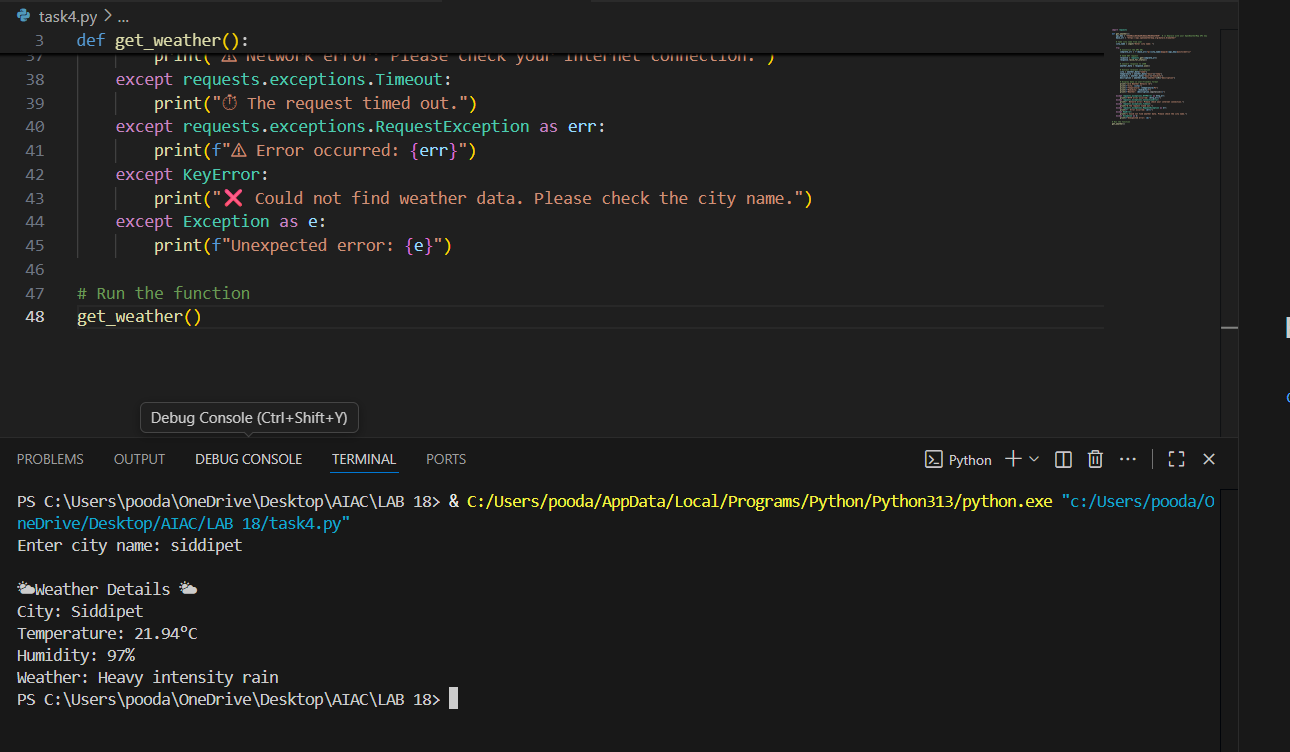 task4.py > ...
3 def get_weather():
37 print("⚠ Network error. Please check your internet connection.")
38 except requests.exceptions.Timeout:
39 print("⏱ The request timed out.")
40 except requests.exceptions.RequestException as err:
41 print(f"⚠ Error occurred: {err}")
42 except KeyError:
43 print("❌ Could not find weather data. Please check the city name.")
44 except Exception as e:
45 print(f"Unexpected error: {e}")
46
47 # Run the function
48 get_weather()
Debug Console (Ctrl+Shift+Y)
PROBLEMS OUTPUT DEBUG CONSOLE TERMINAL PORTS Python
PS C:\Users\pooda\OneDrive\Desktop\AIAC\LAB 18> & C:/Users/pooda/AppData/Local/Programs/Python/Python313/python.exe "c:/Users/pooda/O
neDrive/Desktop/AIAC/LAB 18/task4.py"
Enter city name: siddipet
🌥Weather Details 🌥
City: Siddipet
Temperature: 21.94°C
Humidity: 97%
Weather: Heavy intensity rain
PS C:\Users\pooda\OneDrive\Desktop\AIAC\LAB 18>